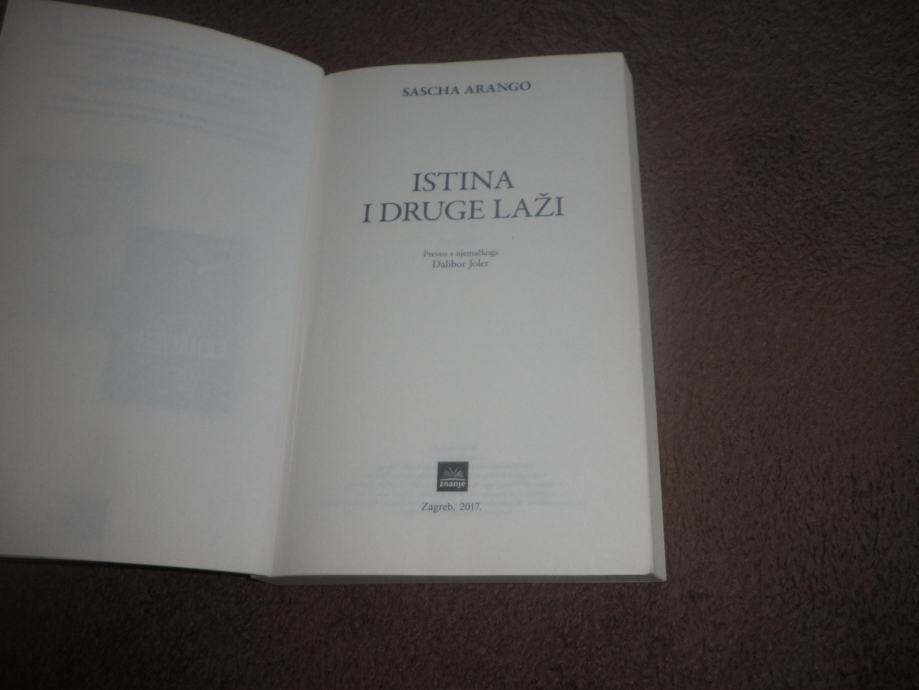 SASCHA ARANGO
ISTINA
I DRUGE LAŽI
Preveo s njemačkoga
Dalibor Joler
znanje
Zagreb, 2017.